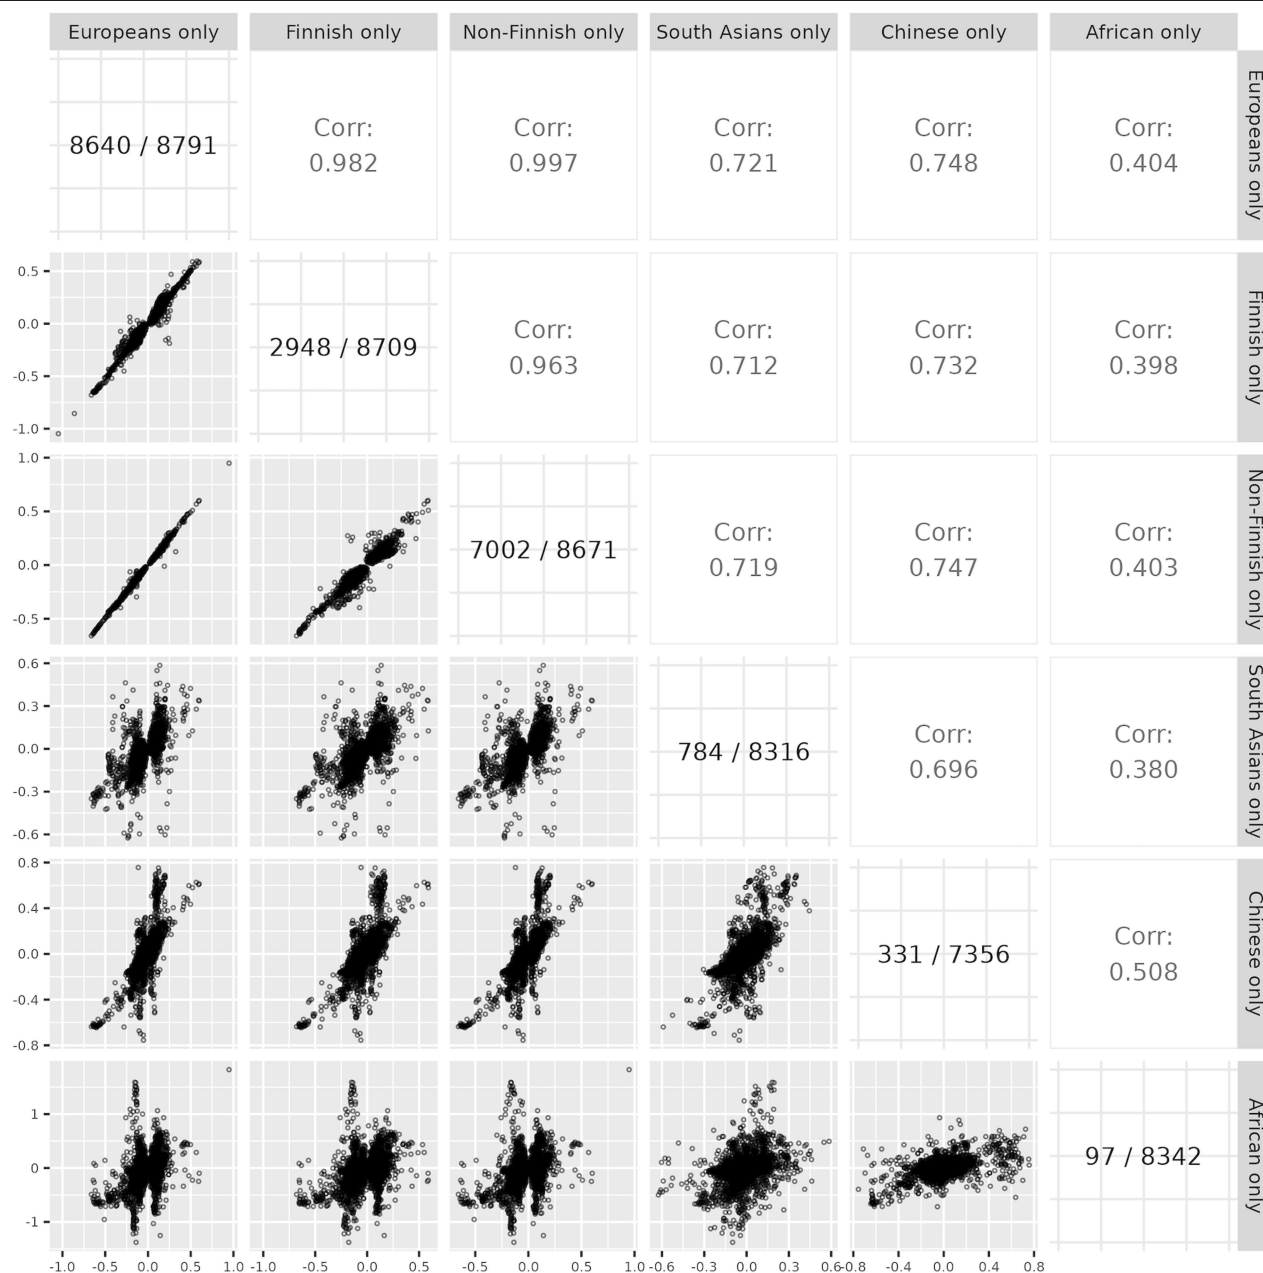 Europeans only Finnish only Non-Finnish only South Asians only Chinese only African only
8640 / 8791
Corr:
0.982
Corr:
0.997
Corr:
0.721
Corr:
0.748
Corr:
0.404
Europeans only
0.5
0.0
-0.5
-1.0
2948 / 8709
Corr:
0.963
Corr:
0.712
Corr:
0.732
Corr:
0.398
Finnish only
1.0
0.5
0.0
-0.5
7002 / 8671
Corr:
0.719
Corr:
0.747
Corr:
0.403
Non-Finnish only
0.6
0.3
0.0
-0.3
-0.6
784 / 8316
Corr:
0.696
Corr:
0.380
South Asians only
0.8
0.4
0.0
-0.4
-0.8
331 / 7356
Corr:
0.508
Chinese only
1
0
-1
97 / 8342
African only
-1.0 -0.5 0.0 0.5 1.0
-1.0 -0.5 0.0 0.5
-0.5 0.0 0.5 1.0
-0.6 -0.3 0.0 0.3 0.6
-0.8 -0.4 0.0 0.4 0.8